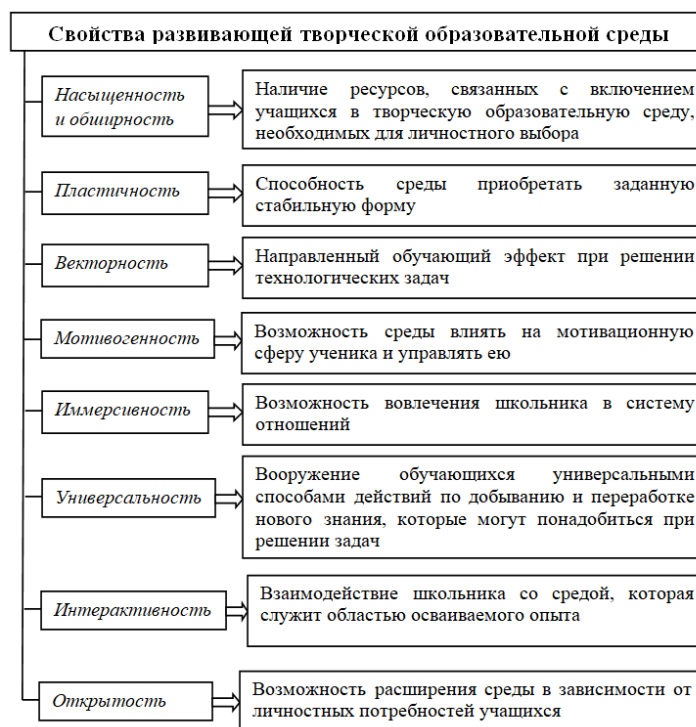 Свойства развивающей творческой образовательной среды
Насыщенность
и обширность
Наличие ресурсов, связанных с включением
учащихся в творческую образовательную среду,
необходимых для личностного выбора
Пластичность
Способность среды приобретать заданную
стабильную форму
Векторность
Направленный обучающий эффект при решении
технологических задач
Мотивогенность
Возможность среды влиять на мотивационную
сферу ученика и управлять ею
Иммерсивность
Возможность вовлечения школьника в систему
отношений
Универсальность
Вооружение обучающихся универсальными
способами действий по добыванию и переработке
нового знания, которые могут понадобиться при
решении задач
Интерактивность
Взаимодействие школьника со средой, которая
служит областью осваиваемого опыта
Открытость
Возможность расширения среды в зависимости от
личностных потребностей учащихся